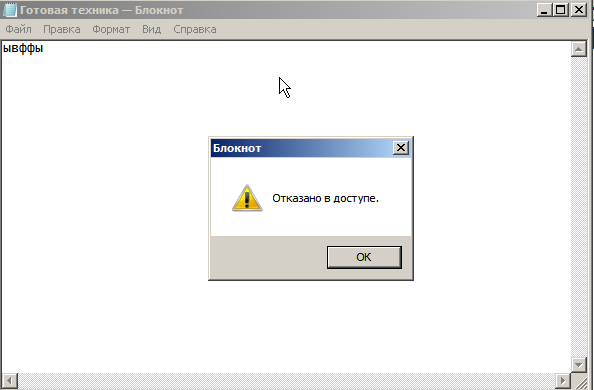 Готовая техника — Блокнот
Файл Правка Формат Вид Справка
ывффы
Блокнот
Отказано в доступе.
OK